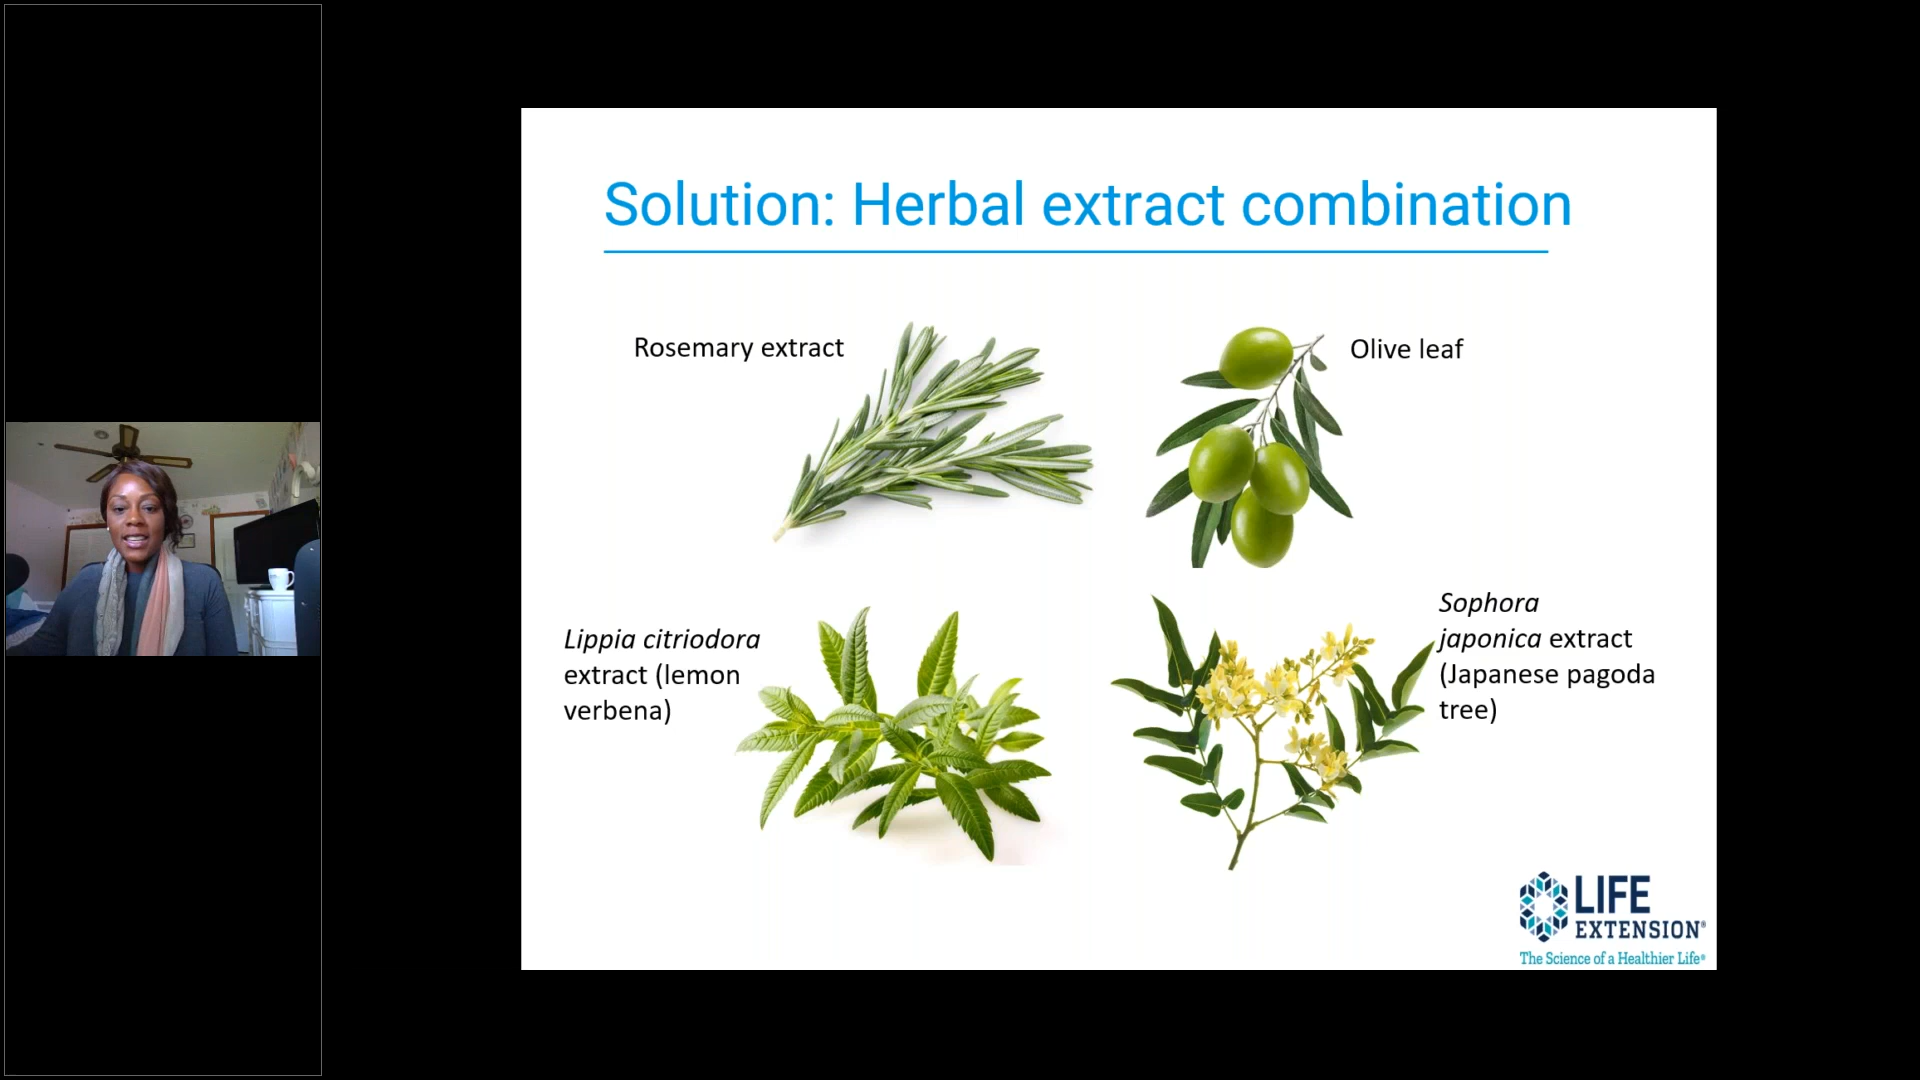 Solution: Herbal extract combination
Rosemary extract
Olive leaf
Lippia citriodora
extract (lemon
verbena)
Sophora
japonica extract
(Japanese pagoda
tree)
LIFE
EXTENSION®
The Science of a Healthier Life®